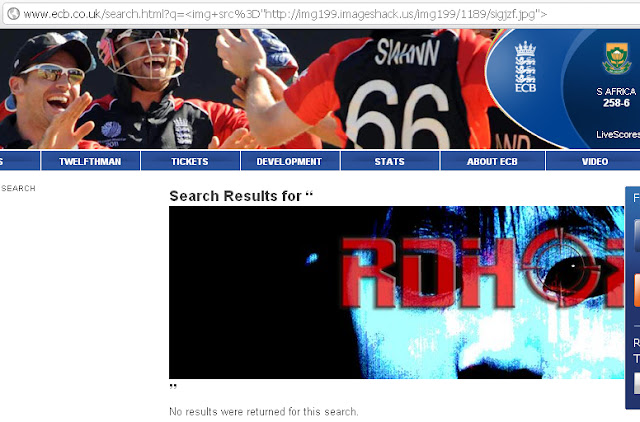 www.ecb.co.uk/search.html?q=<img+src%3D"http://img199.imageshack.us/img199/1189/sigjzf.jpg">
SWANN
66
ECB
S AFRICA
258-6
LiveScores
S
TWELFTHMAN
TICKETS
DEVELOPMENT
STATS
ABOUT ECB
VIDEO
SEARCH
Search Results for “
RDH
”
No results were returned for this search.
F
R
T